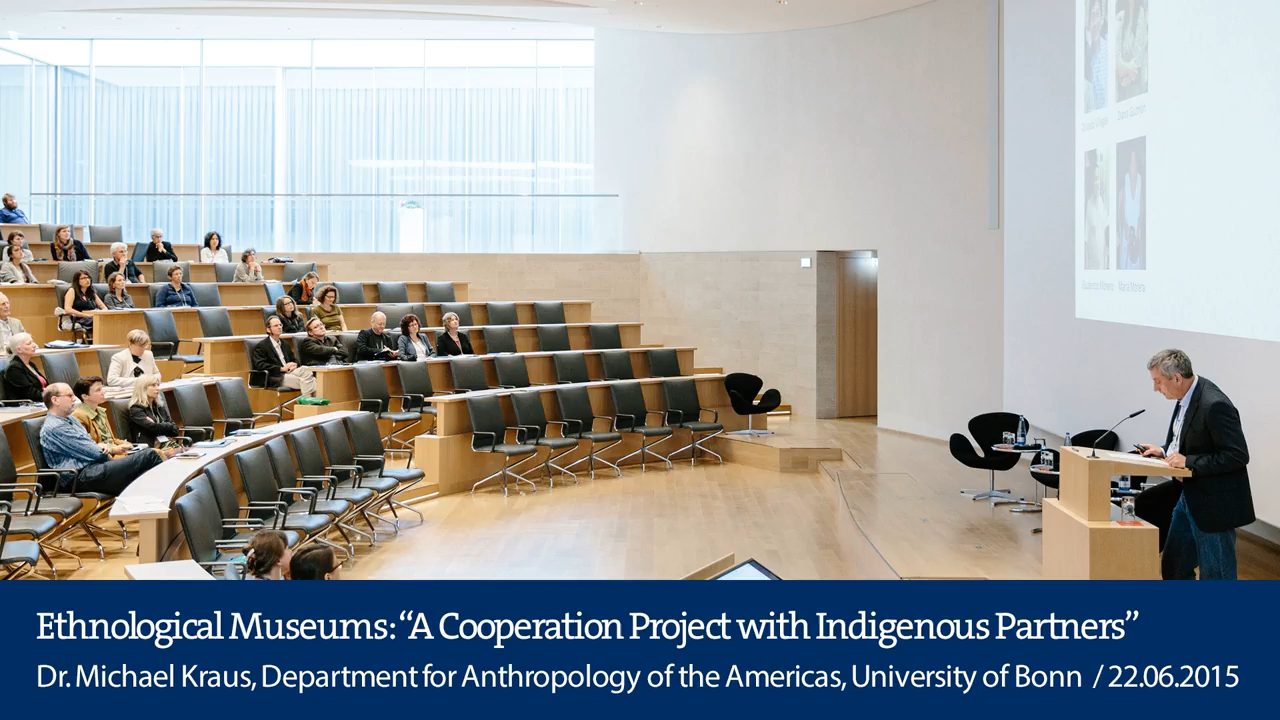 Ethnological Museums: “A Cooperation Project with Indigenous Partners”
Dr. Michael Kraus, Department for Anthropology of the Americas, University of Bonn / 22.06.2015